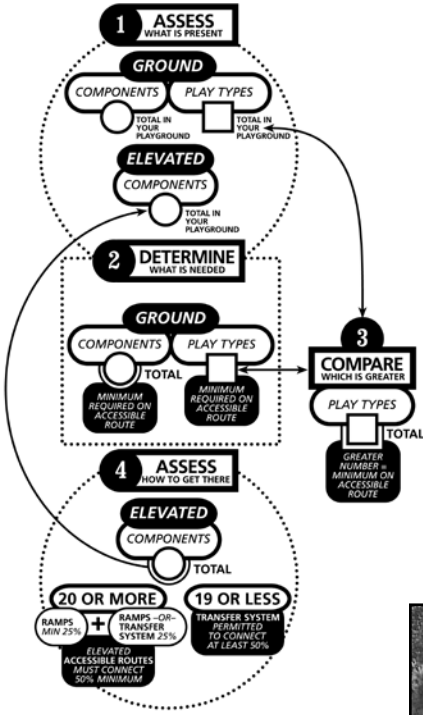 1 ASSESS
WHAT IS PRESENT
GROUND
COMPONENTS PLAY TYPES
TOTAL IN TOTAL IN
YOUR YOUR
PLAYGROUND PLAYGROUND
ELEVATED
COMPONENTS
TOTAL IN
YOUR
PLAYGROUND
2 DETERMINE
WHAT IS NEEDED
GROUND
COMPONENTS PLAY TYPES
TOTAL
MINIMUM MINIMUM
REQUIRED ON REQUIRED ON
ACCESSIBLE ACCESSIBLE
ROUTE ROUTE
3
COMPARE
WHICH IS GREATER
PLAY TYPES
TOTAL
GREATER
NUMBER =
MINIMUM ON
ACCESSIBLE
ROUTE
4 ASSESS
HOW TO GET THERE
ELEVATED
COMPONENTS
TOTAL
20 OR MORE 19 OR LESS
RAMPS + RAMPS –OR– TRANSFER SYSTEM
MIN 25% TRANSFER PERMITTED
SYSTEM 25% TO CONNECT
AT LEAST 50%
ELEVATED
ACCESSIBLE ROUTES
MUST CONNECT
50% MINIMUM